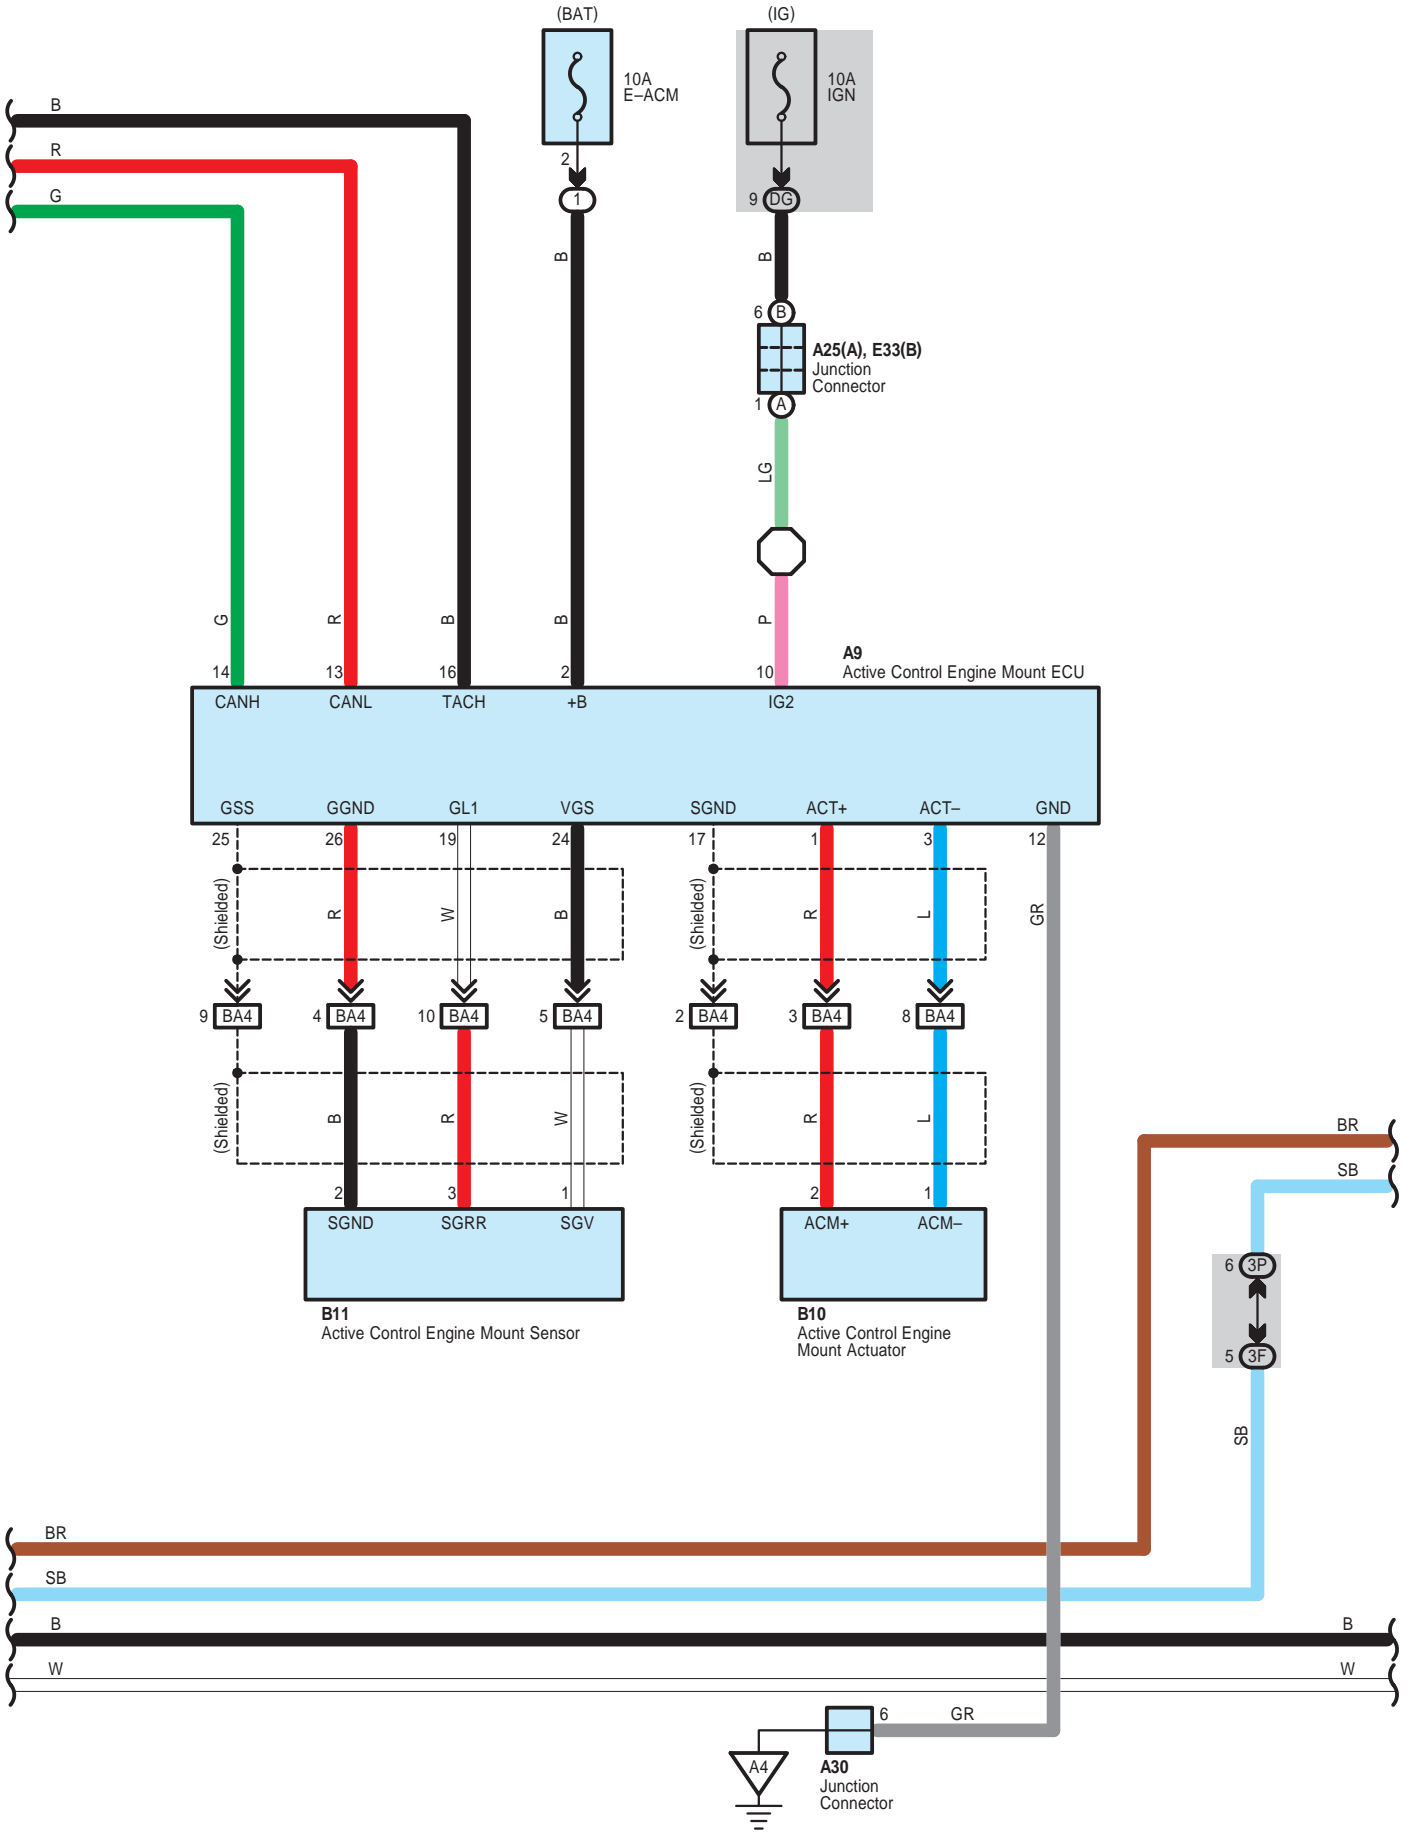 (BAT)
(IG)
10A
E–ACM
10A
IGN
B
R
G
2
1
9
DG
B
B
6
B
A25(A), E33(B)
Junction
Connector
1
A
LG
G
R
B
B
P
A9
Active Control Engine Mount ECU
14
13
16
2
10
CANH
CANL
TACH
+B
IG2
GSS
GGND
GL1
VGS
SGND
ACT+
ACT–
GND
25
26
19
24
17
1
3
12
(Shielded)
R
W
B
(Shielded)
R
L
GR
9
BA4
4
BA4
10
BA4
5
BA4
2
BA4
3
BA4
8
BA4
(Shielded)
B
R
W
(Shielded)
R
L
BR
SB
2
3
1
2
1
SGND
SGRR
SGV
ACM+
ACM–
6
3P
B11
Active Control Engine Mount Sensor
B10
Active Control Engine
Mount Actuator
5
3F
SB
BR
SB
B
B
W
W
6
GR
A4
A30
Junction
Connector